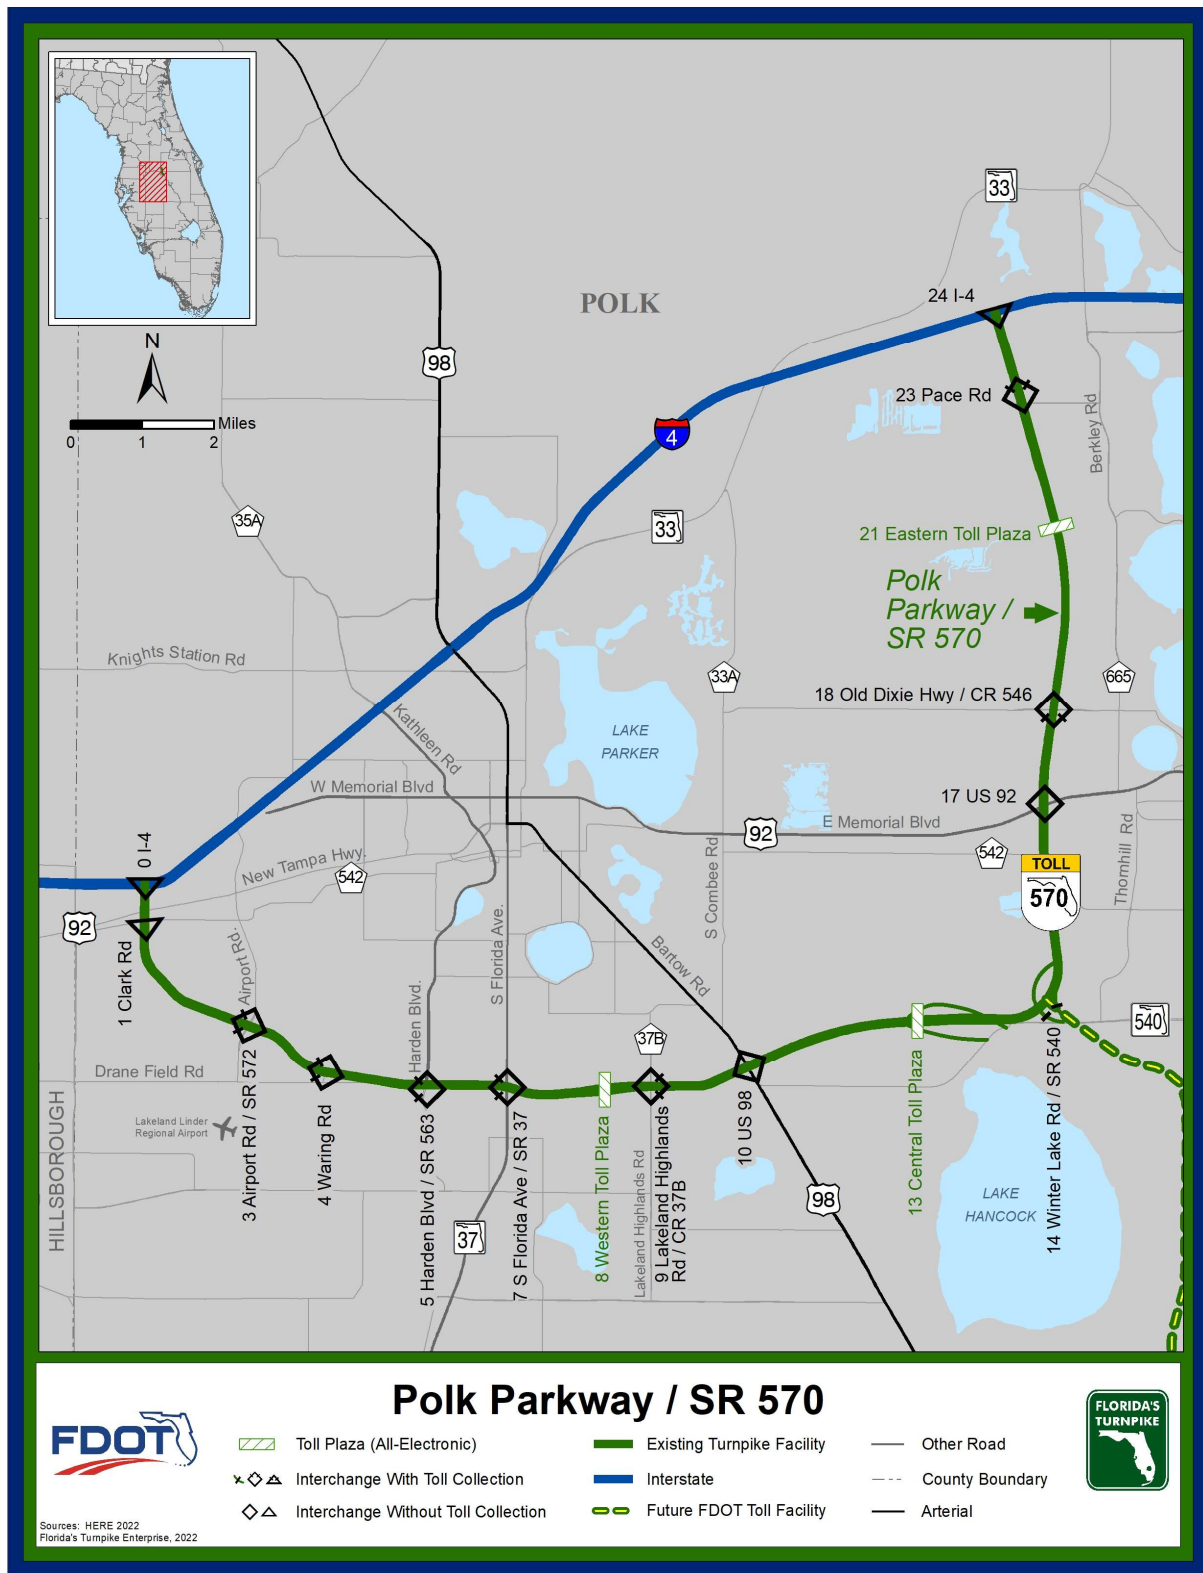 33
24 I-4
POLK
N
98
Miles
0 1 2
23 Pace Rd
4
Berkley Rd
35A
33
21 Eastern Toll Plaza
Polk
Parkway /
SR 570
Knights Station Rd
33A
665
18 Old Dixie Hwy / CR 546
Kathleen Rd
LAKE
PARKER
W Memorial Blvd
17 US 92
E Memorial Blvd
92
0 I-4
New Tampa Hwy.
542
542
TOLL
570
Thornhill Rd
S Combee Rd
92
1 Clark Rd
Airport Rd.
S Florida Ave.
Bartow Rd
Harden Blvd.
37B
540
Drane Field Rd
Lakeland Linder
Regional Airport
HILLSBOROUGH
3 Airport Rd / SR 572
4 Waring Rd
5 Harden Blvd / SR 563
7 S Florida Ave / SR 37
8 Western Toll Plaza
Lakeland Highlands Rd
9 Lakeland Highlands
Rd / CR 37B
10 US 98
13 Central Toll Plaza
14 Winter Lake Rd / SR 540
98
LAKE
HANCOCK
37
Polk Parkway / SR 570
FDOT
Toll Plaza (All-Electronic)
Existing Turnpike Facility
Other Road
Interchange With Toll Collection
Interstate
County Boundary
Interchange Without Toll Collection
Future FDOT Toll Facility
Arterial
FLORIDA'S
TURNPIKE
Sources: HERE 2022
Florida's Turnpike Enterprise, 2022